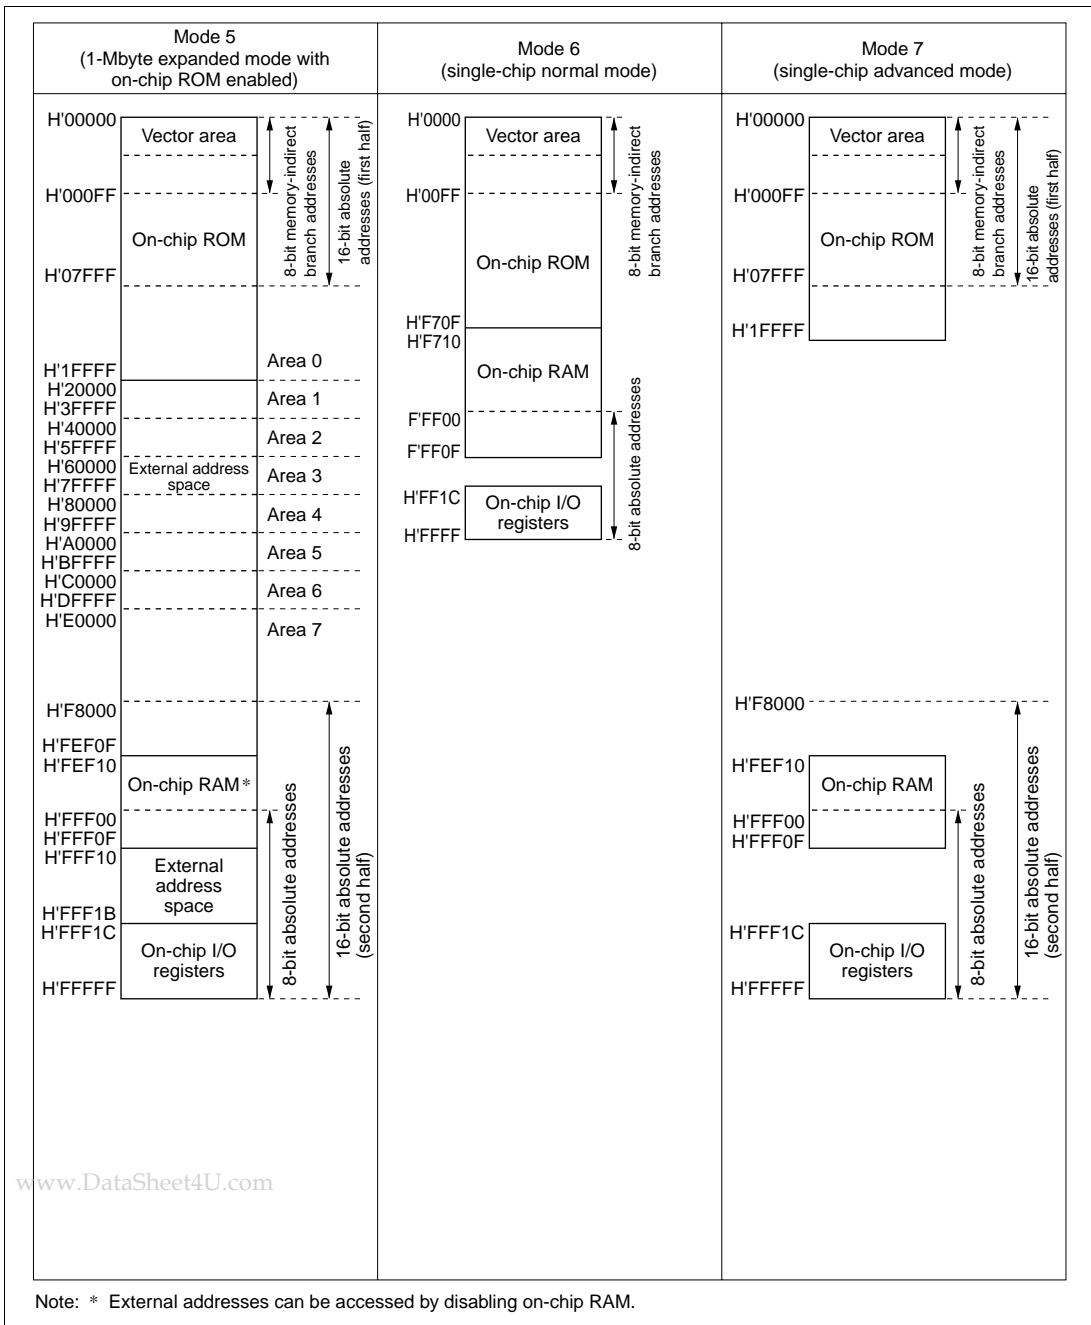 Mode 5
(1-Mbyte expanded mode with
on-chip ROM enabled)
H'00000
Vector area
H'000FF
On-chip ROM
H'07FFF
8-bit memory-indirect
branch addresses
16-bit absolute
addresses (first half)
H'1FFFF
Area 0
H'20000
H'3FFFF
Area 1
H'40000
H'5FFFF
Area 2
H'60000
H'7FFFF
External address
space
Area 3
H'80000
H'9FFFF
Area 4
H'A0000
H'BFFFF
Area 5
H'C0000
H'DFFFF
Area 6
H'E0000
Area 7
H'F8000
H'FEF0F
H'FEF10
On-chip RAM*
H'FFF00
H'FFF0F
H'FFF10
External
address
space
H'FFF1B
H'FFF1C
On-chip I/O
registers
H'FFFFF
8-bit absolute addresses
16-bit absolute addresses
(second half)
Mode 6
(single-chip normal mode)
H'0000
Vector area
H'00FF
On-chip ROM
8-bit memory-indirect
branch addresses
H'F70F
H'F710
On-chip RAM
F'FF00
F'FF0F
H'FF1C
On-chip I/O
registers
H'FFFF
8-bit absolute addresses
Mode 7
(single-chip advanced mode)
H'00000
Vector area
H'000FF
On-chip ROM
H'07FFF
H'1FFFF
8-bit memory-indirect
branch addresses
16-bit absolute
addresses (first half)
H'F8000
H'FEF10
On-chip RAM
H'FFF00
H'FFF0F
H'FFF1C
On-chip I/O
registers
H'FFFFF
8-bit absolute addresses
16-bit absolute addresses
(second half)
www.DataSheet4U.com
Note: * External addresses can be accessed by disabling on-chip RAM.